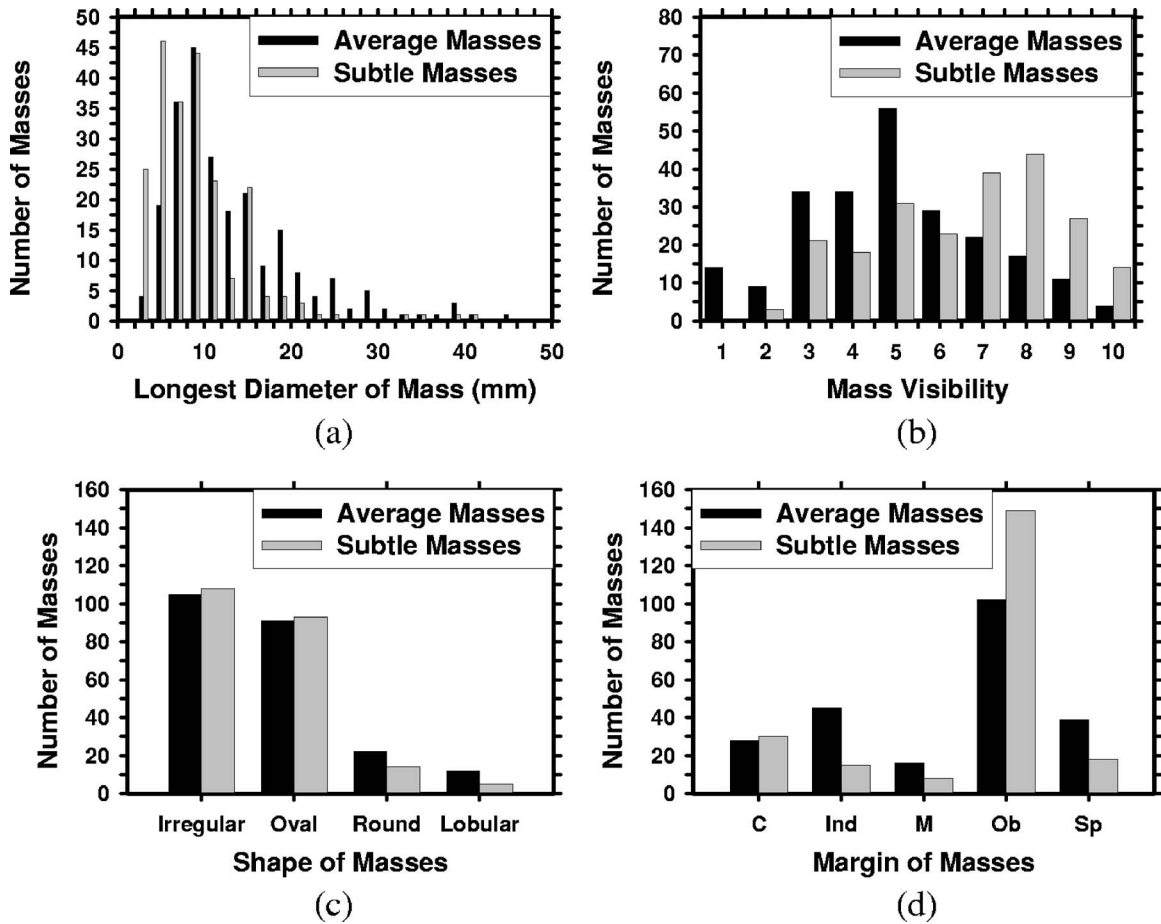 50
45
40
35
30
25
20
15
10
5
0
Number of Masses
Average Masses
Subtle Masses
0 10 20 30 40 50
Longest Diameter of Mass (mm)
(a)
80
70
60
50
40
30
20
10
0
Number of Masses
Average Masses
Subtle Masses
1 2 3 4 5 6 7 8 9 10
Mass Visibility
(b)
160
140
120
100
80
60
40
20
0
Number of Masses
Average Masses
Subtle Masses
Irregular Oval Round Lobular
Shape of Masses
(c)
160
140
120
100
80
60
40
20
0
Number of Masses
Average Masses
Subtle Masses
C Ind M Ob Sp
Margin of Masses
(d)